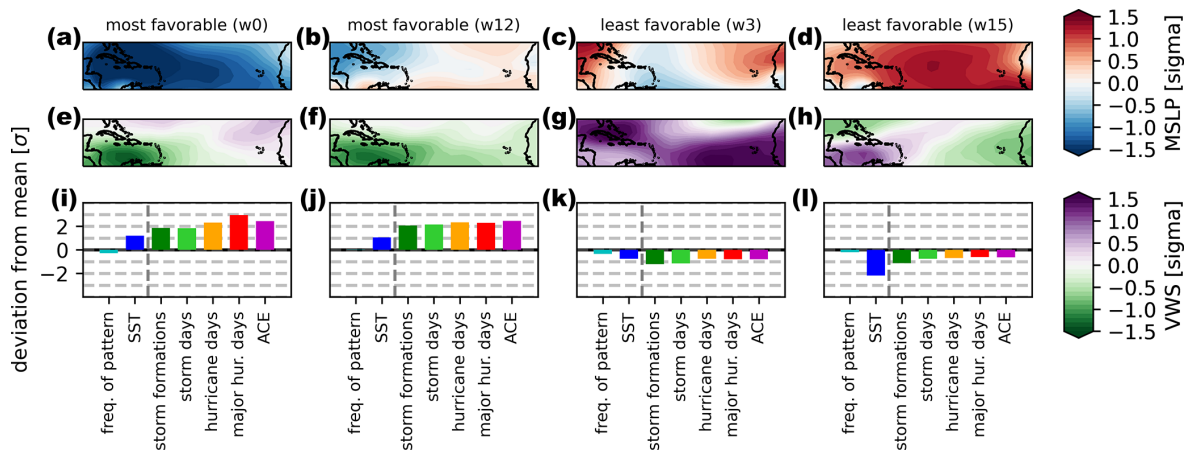 most favorable (w0)
most favorable (w12)
least favorable (w3)
least favorable (w15)
(a)
(b)
(c)
(d)
1.5
1.0
0.5
0.0
−0.5
−1.0
−1.5
MSLP [sigma]
(e)
(f)
(g)
(h)
deviation from mean [σ]
(i)
(j)
(k)
(l)
2
0
−2
1.5
1.0
0.5
0.0
−0.5
−1.0
−1.5
VWS [sigma]
freq. of pattern
SST
storm formations
storm days
hurricane days
major hur. days
ACE
freq. of pattern
SST
storm formations
storm days
hurricane days
major hur. days
ACE
freq. of pattern
SST
storm formations
storm days
hurricane days
major hur. days
ACE
freq. of pattern
SST
storm formations
storm days
hurricane days
major hur. days
ACE